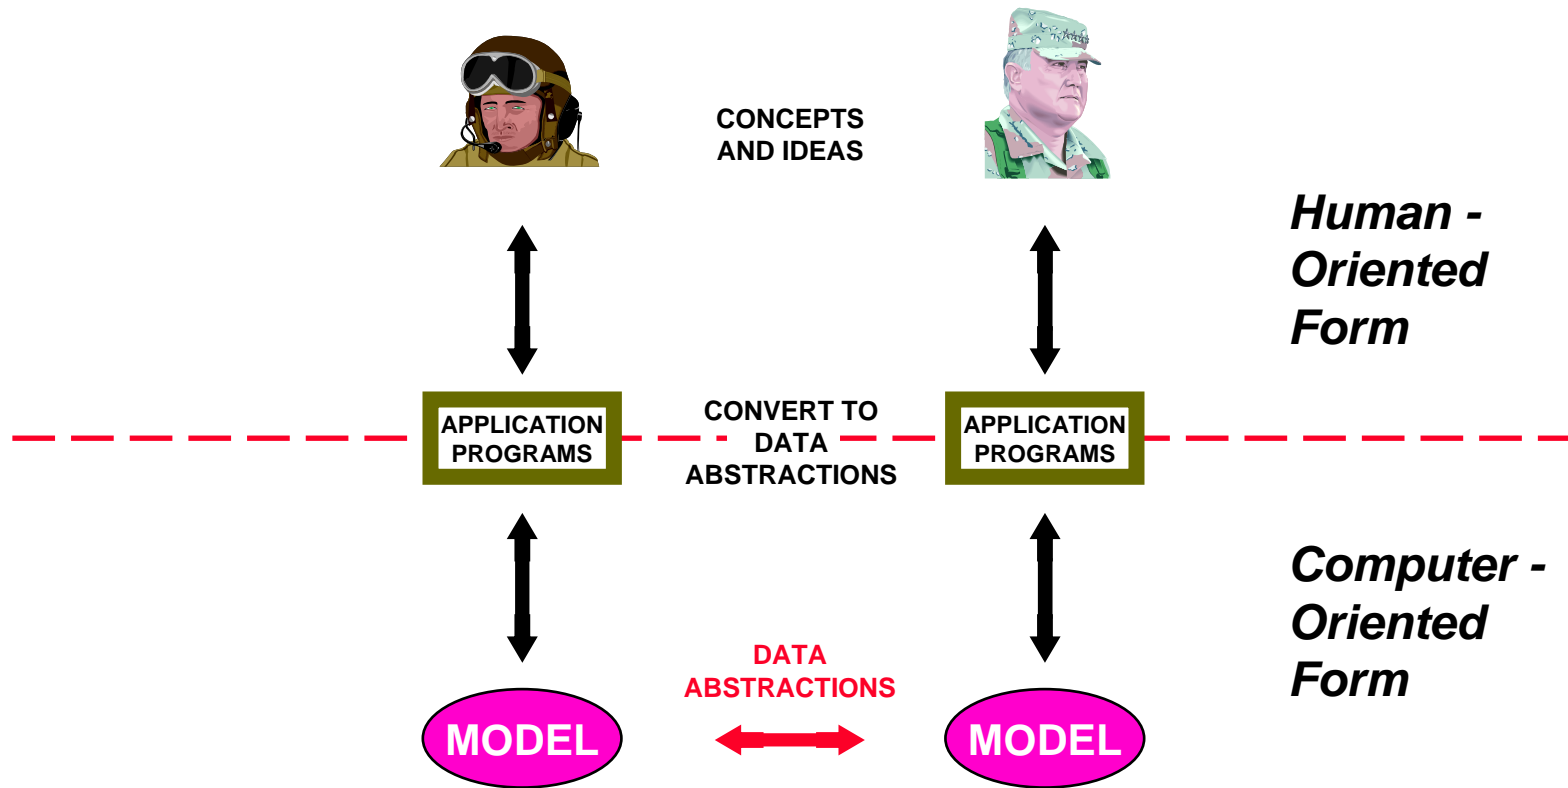 CONCEPTS
AND IDEAS
Human -
Oriented
Form
APPLICATION
PROGRAMS
CONVERT TO
DATA
ABSTRACTIONS
APPLICATION
PROGRAMS
Computer -
Oriented
Form
DATA
ABSTRACTIONS
MODEL
MODEL